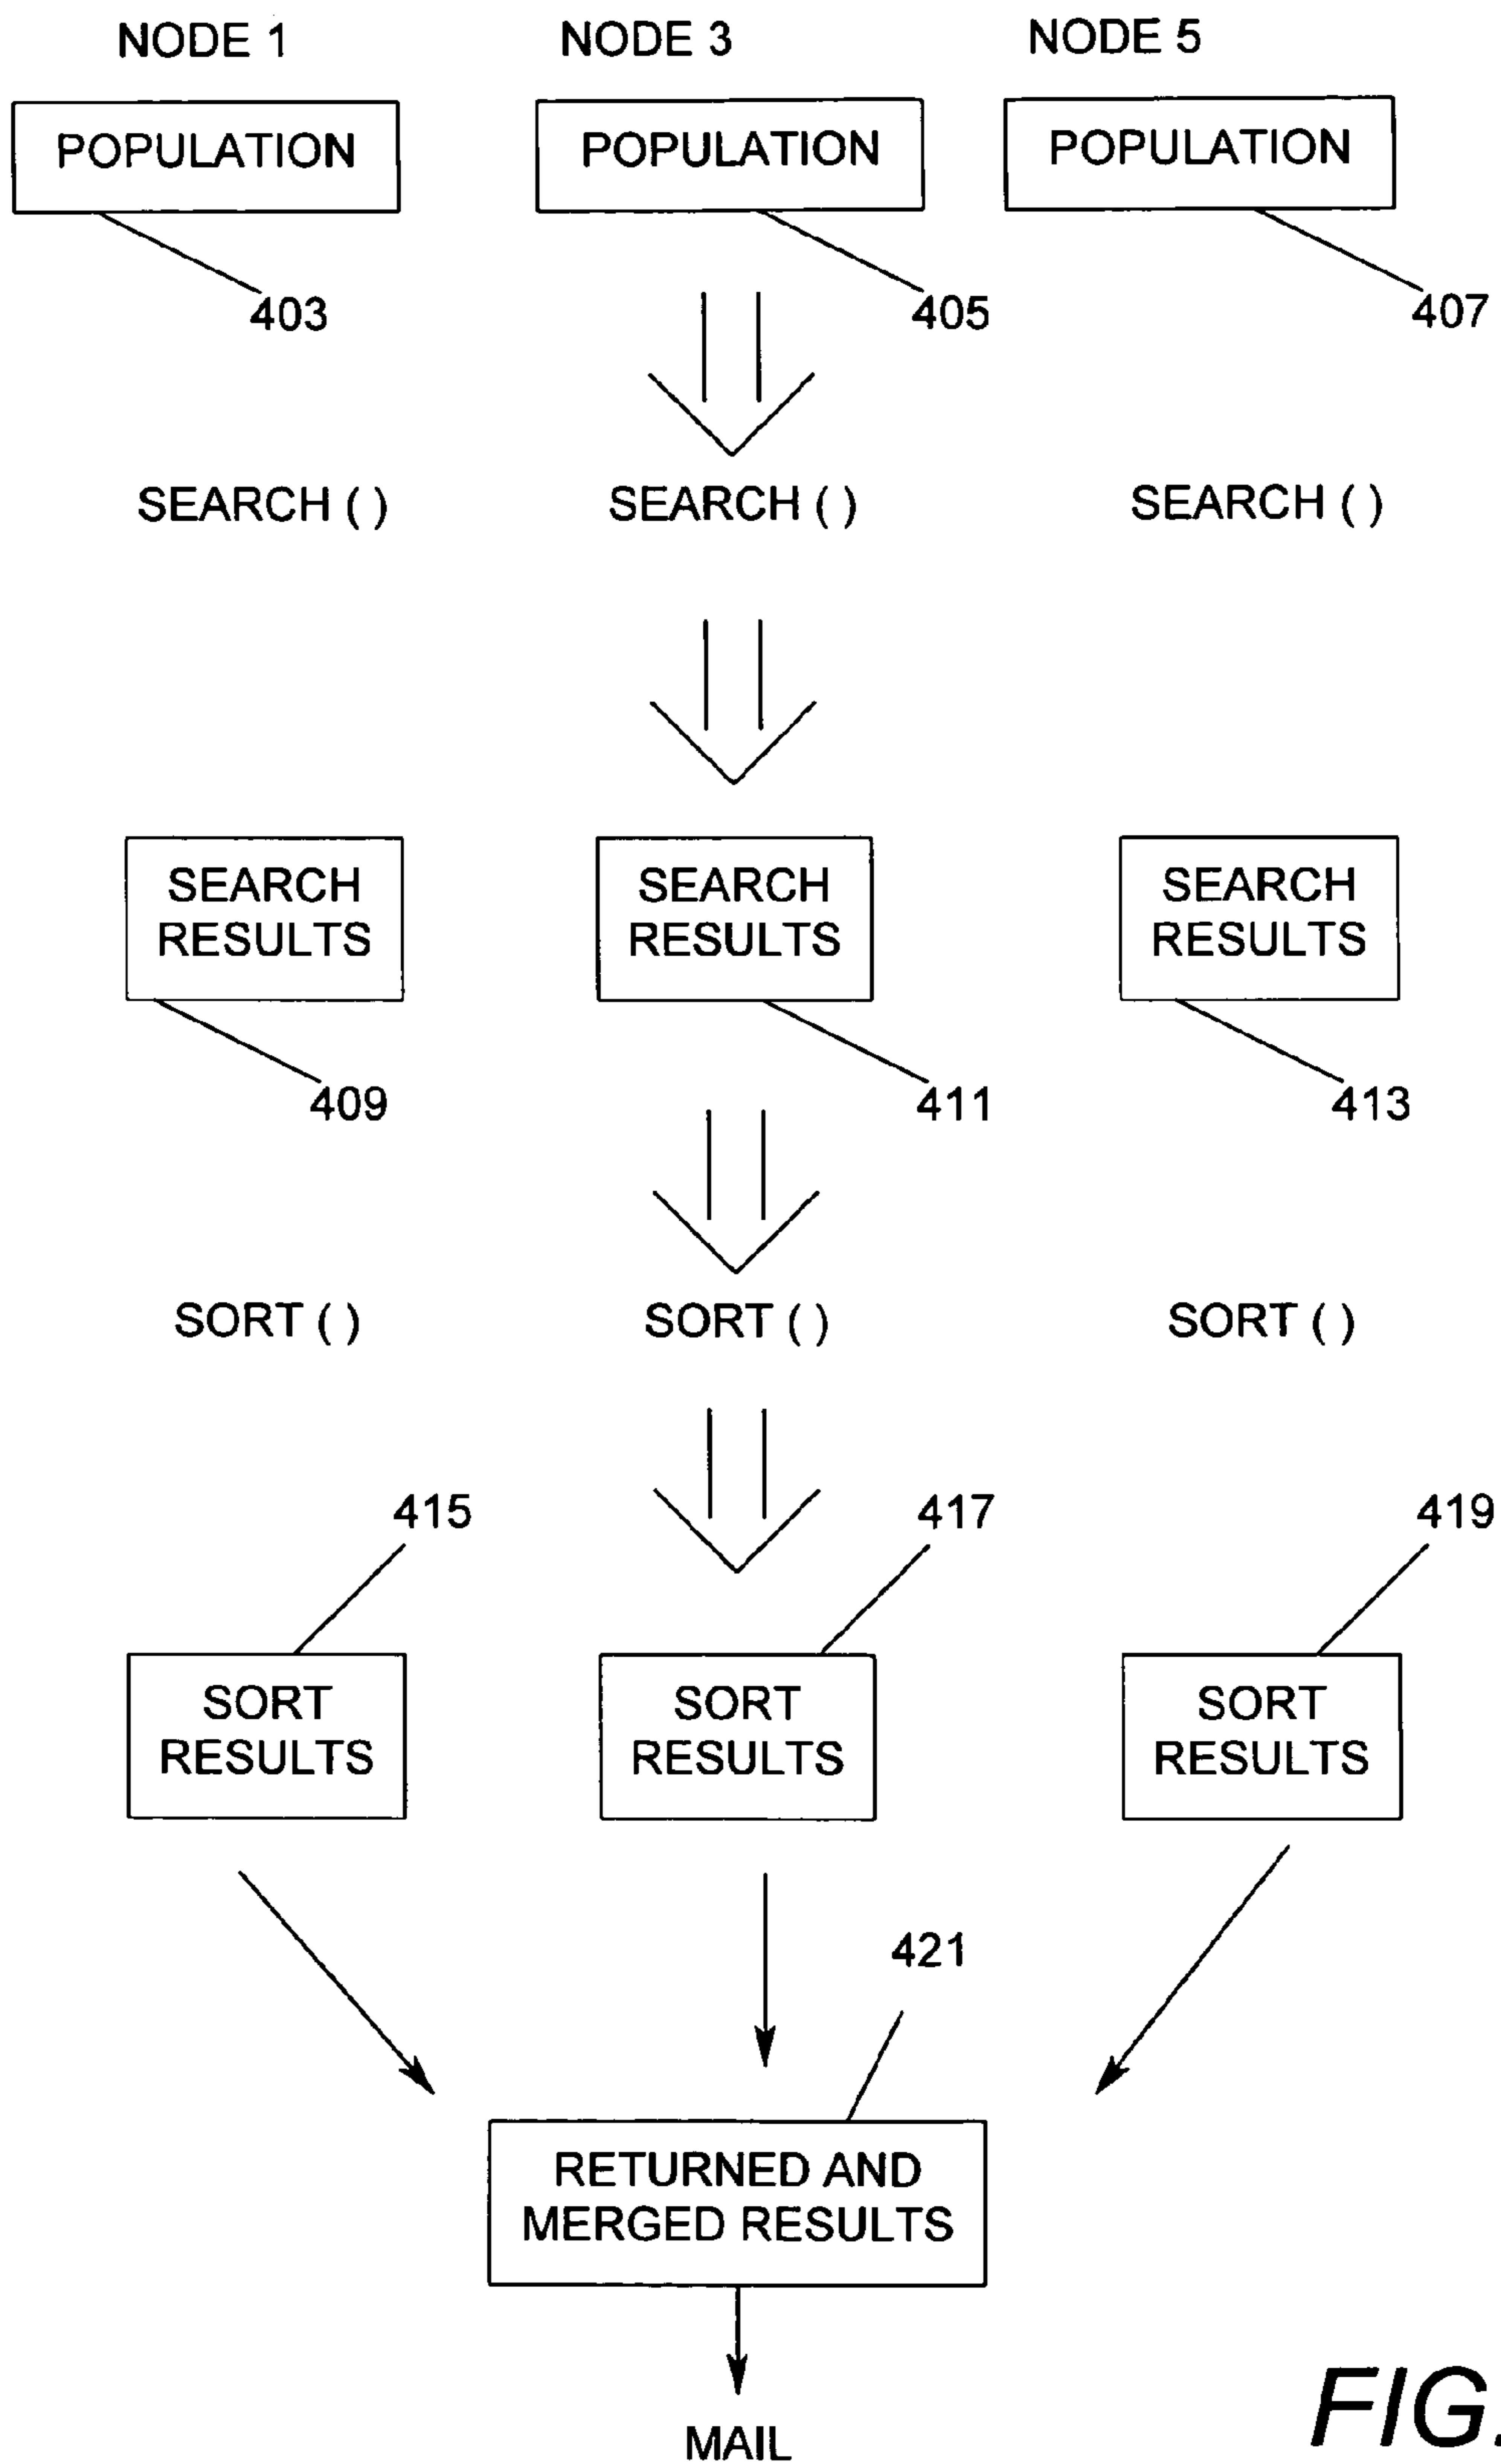 NODE 1 NODE 3 NODE 5
POPULATION POPULATION POPULATION
403 405 407
SEARCH ( ) SEARCH ( ) SEARCH ( )
SEARCH RESULTS
SEARCH RESULTS
SEARCH RESULTS
409 411 413
SORT ( ) SORT ( ) SORT ( )
415 417 419
SORT RESULTS
SORT RESULTS
SORT RESULTS
421
RETURNED AND
MERGED RESULTS
MAIL
FIG.